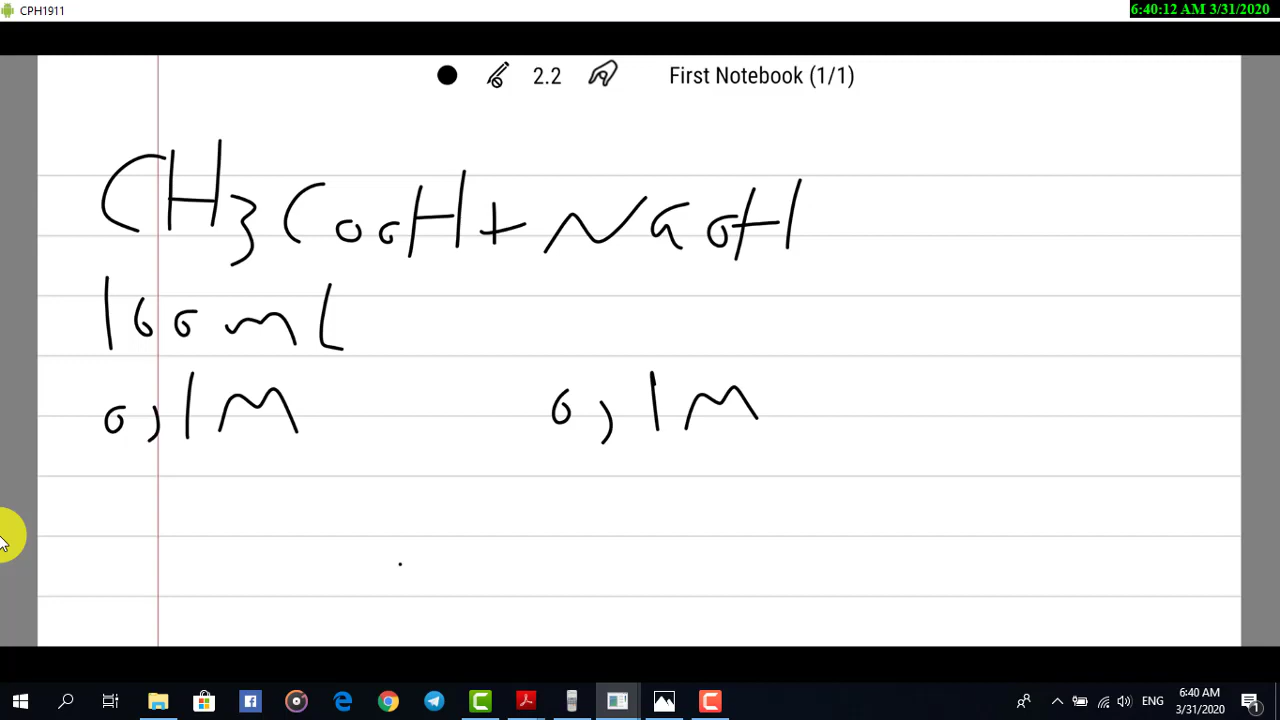 CPH1911
6:40:12 AM 3/31/2020
2.2 First Notebook (1/1)
CH3COOH + NaOH
100 mL
0,1 M 0,1 M
ENG
6:40 AM
3/31/2020